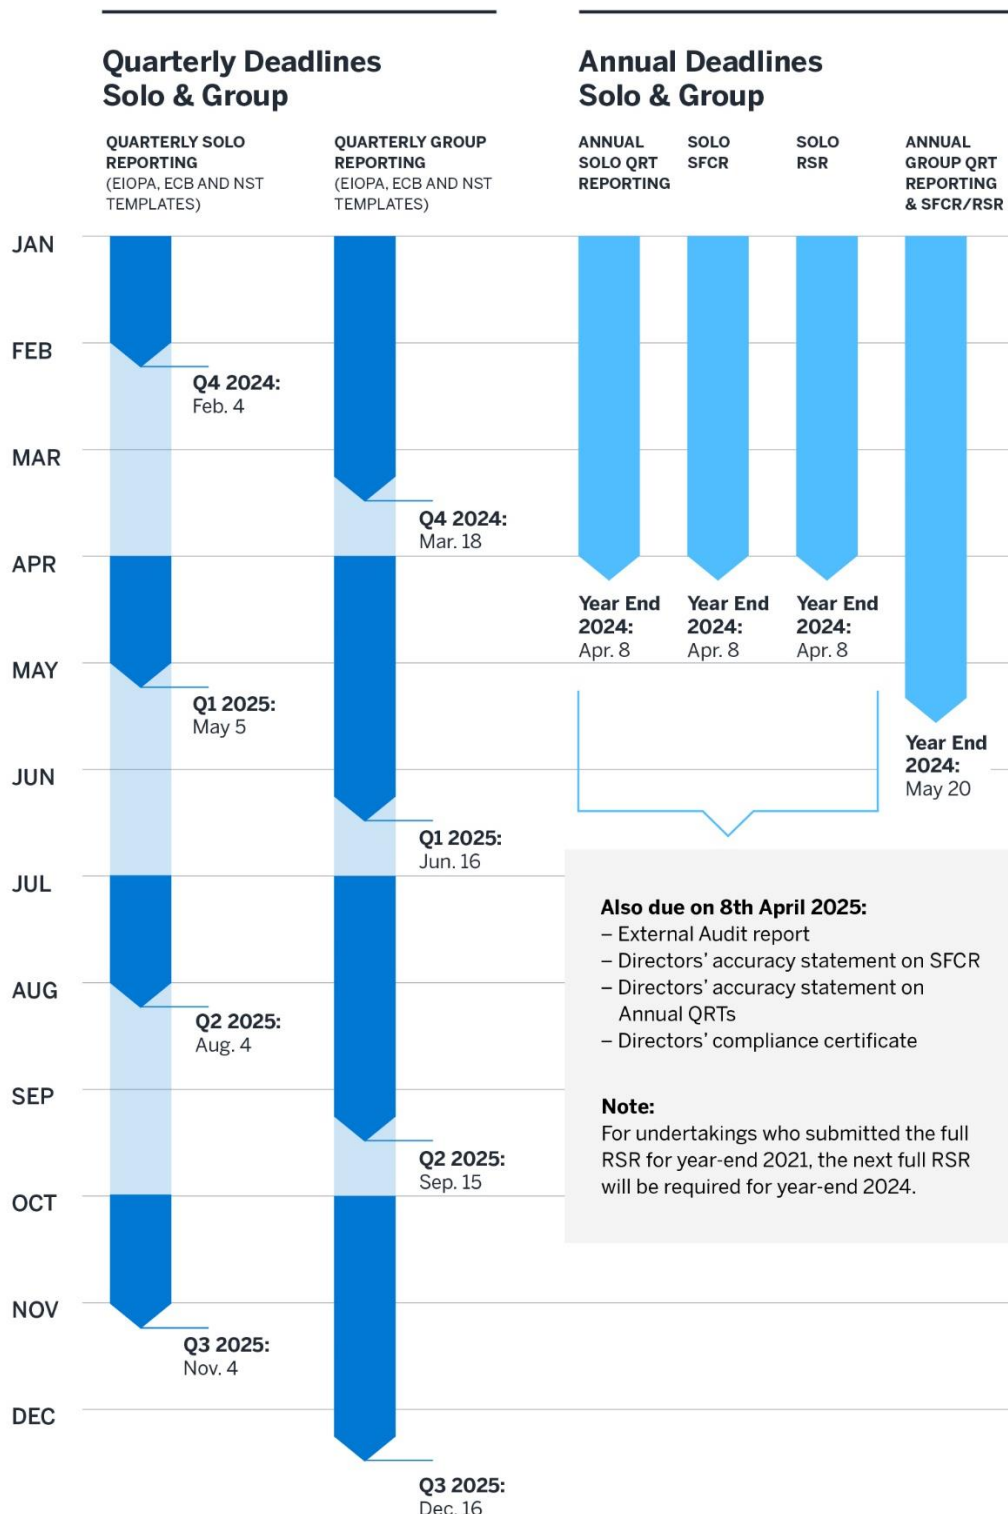 Quarterly Deadlines
Solo & Group
QUARTERLY SOLO
REPORTING
(EIOPA, ECB AND NST
TEMPLATES)
QUARTERLY GROUP
REPORTING
(EIOPA, ECB AND NST
TEMPLATES)
Annual Deadlines
Solo & Group
ANNUAL
SOLO QRT
REPORTING
SOLO
SFCR
SOLO
RSR
ANNUAL
GROUP QRT
REPORTING
& SFCR/RSR
JAN
FEB
MAR
APR
MAY
JUN
JUL
AUG
SEP
OCT
NOV
DEC
Q4 2024:
Feb. 4
Q1 2025:
May 5
Q2 2025:
Aug. 4
Q3 2025:
Nov. 4
Q4 2024:
Mar. 18
Q1 2025:
Jun. 16
Q2 2025:
Sep. 15
Q3 2025:
Dec. 16
Year End
2024:
Apr. 8
Year End
2024:
Apr. 8
Year End
2024:
Apr. 8
Year End
2024:
May 20
Also due on 8th April 2025:
– External Audit report
– Directors’ accuracy statement on SFCR
– Directors’ accuracy statement on
Annual QRTs
– Directors’ compliance certificate
Note:
For undertakings who submitted the full
RSR for year-end 2021, the next full RSR
will be required for year-end 2024.